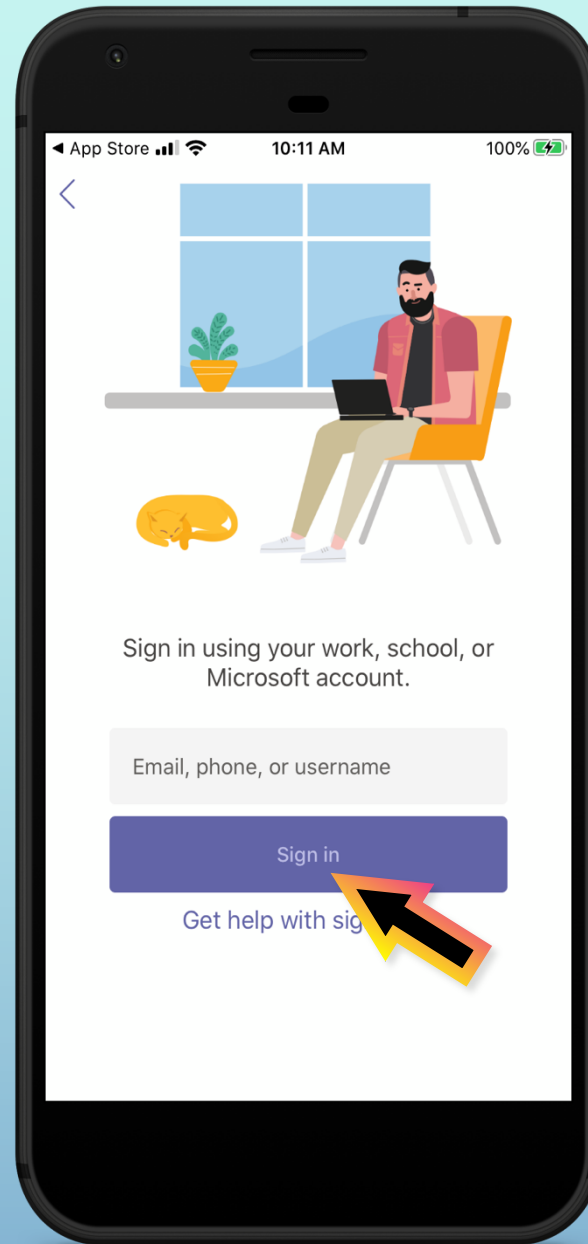 App Store 10:11 AM 100%
Sign in using your work, school, or
Microsoft account.
Email, phone, or username
Sign in
Get help with